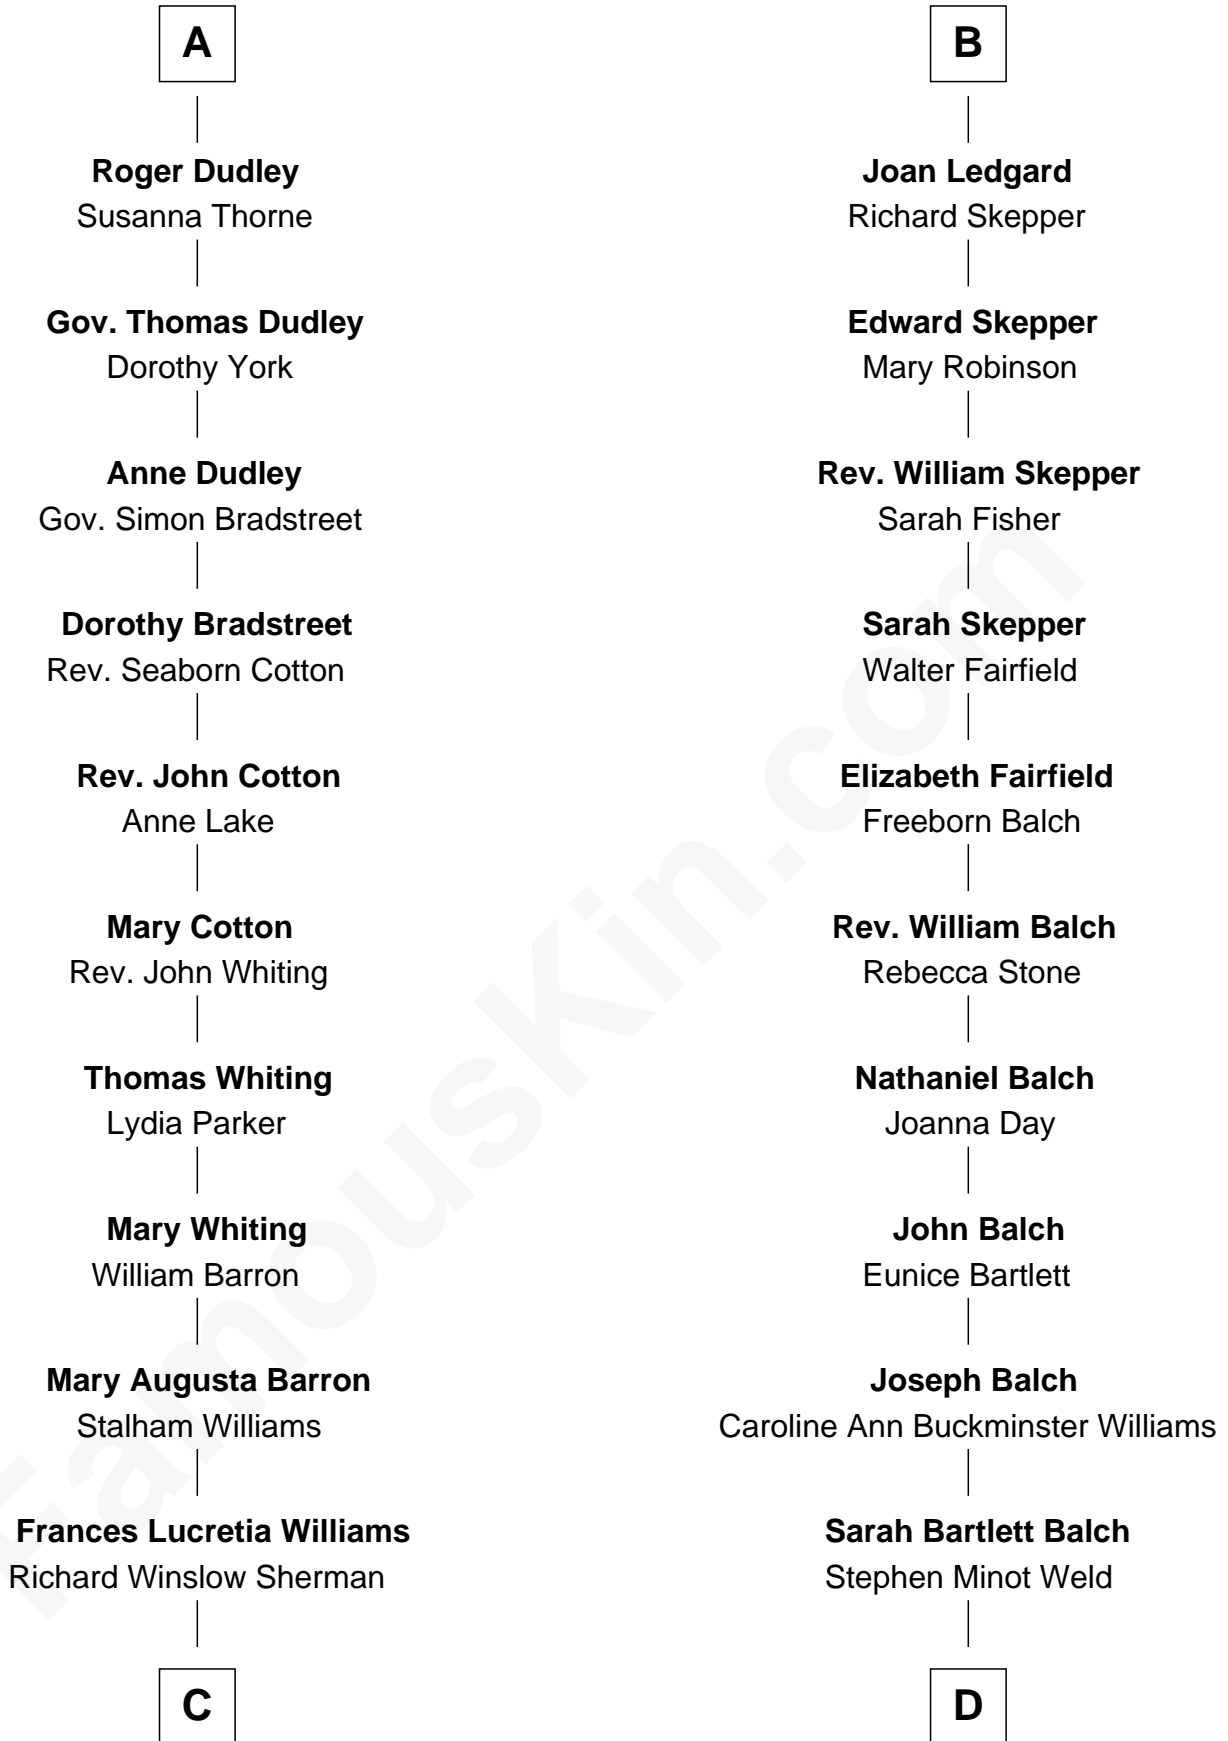 A
Roger Dudley
Susanna Thorne
Gov. Thomas Dudley
Dorothy York
Anne Dudley
Gov. Simon Bradstreet
Dorothy Bradstreet
Rev. Seaborn Cotton
Rev. John Cotton
Anne Lake
Mary Cotton
Rev. John Whiting
Thomas Whiting
Lydia Parker
Mary Whiting
William Barron
Mary Augusta Barron
Stalham Williams
Frances Lucretia Williams
Richard Winslow Sherman
C
B
Joan Ledgard
Richard Skepper
Edward Skepper
Mary Robinson
Rev. William Skepper
Sarah Fisher
Sarah Skepper
Walter Fairfield
Elizabeth Fairfield
Freeborn Balch
Rev. William Balch
Rebecca Stone
Nathaniel Balch
Joanna Day
John Balch
Eunice Bartlett
Joseph Balch
Caroline Ann Buckminster Williams
Sarah Bartlett Balch
Stephen Minot Weld
D
FamousKin.com